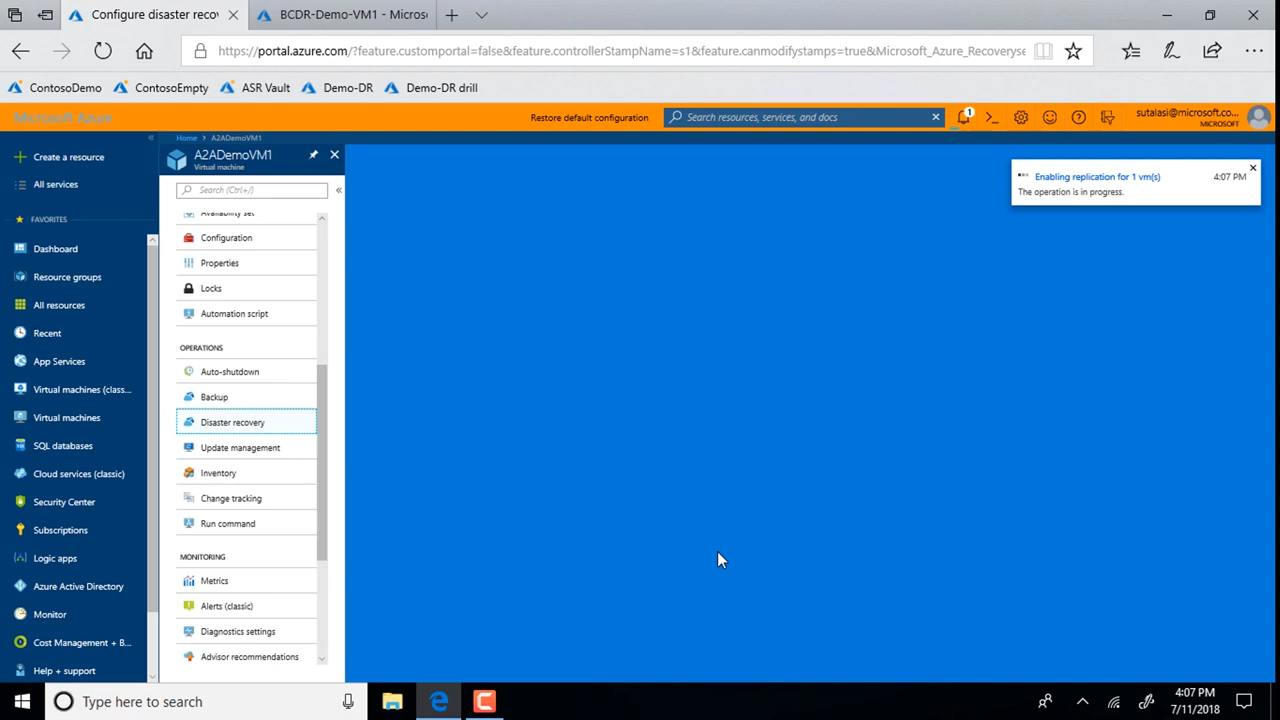 Configure disaster reco
BCDR-Demo-VM1 - Micros
https://portal.azure.com/?feature.customportal=false&feature.controllerStampName=s1&feature.canmodifystamps=true&Microsoft_Azure_Recoveryse
ContosoDemo
ContosoEmpty
ASR Vault
Demo-DR
Demo-DR drill
Microsoft Azure
Restore default configuration
Search resources, services, and docs
1
sutalasi@microsoft.co...
MICROSOFT
Home > A2ADemoVM1
Create a resource
All services
FAVORITES
Dashboard
Resource groups
All resources
Recent
App Services
Virtual machines (class...
Virtual machines
SQL databases
Cloud services (classic)
Security Center
Subscriptions
Logic apps
Azure Active Directory
Monitor
Cost Management + B...
Help + support
A2ADemoVM1
Virtual machine
Search (Ctrl+/)
Availability set
Configuration
Properties
Locks
Automation script
OPERATIONS
Auto-shutdown
Backup
Disaster recovery
Update management
Inventory
Change tracking
Run command
MONITORING
Metrics
Alerts (classic)
Diagnostics settings
Advisor recommendations
Enabling replication for 1 vm(s)
4:07 PM
The operation is in progress.
Type here to search
4:07 PM
7/11/2018